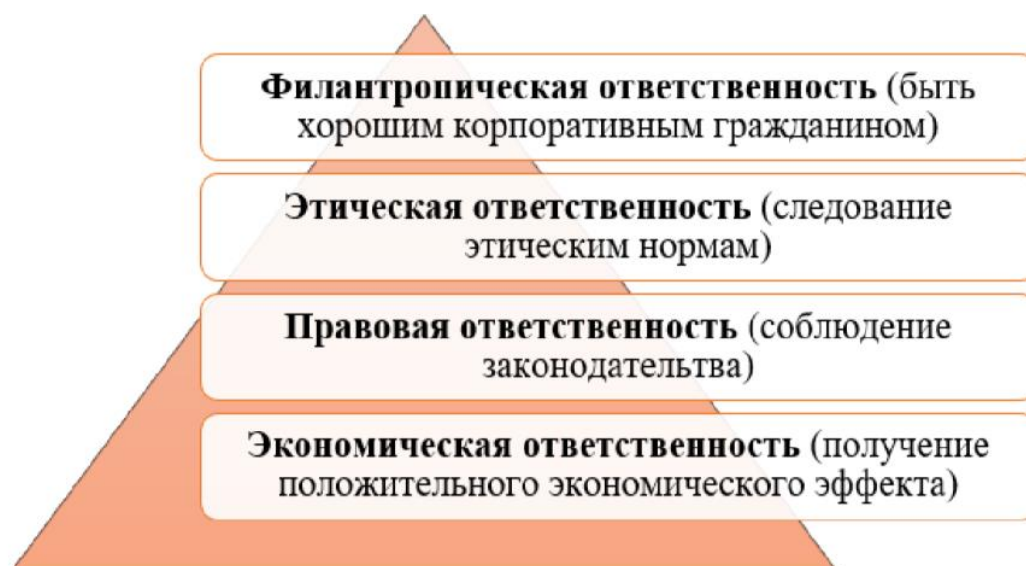 Филантропическая ответственность (быть
хорошим корпоративным гражданином)
Этическая ответственность (следование
этическим нормам)
Правовая ответственность (соблюдение
законодательтва)
Экономическая ответственность (получение
положительного экономического эффекта)